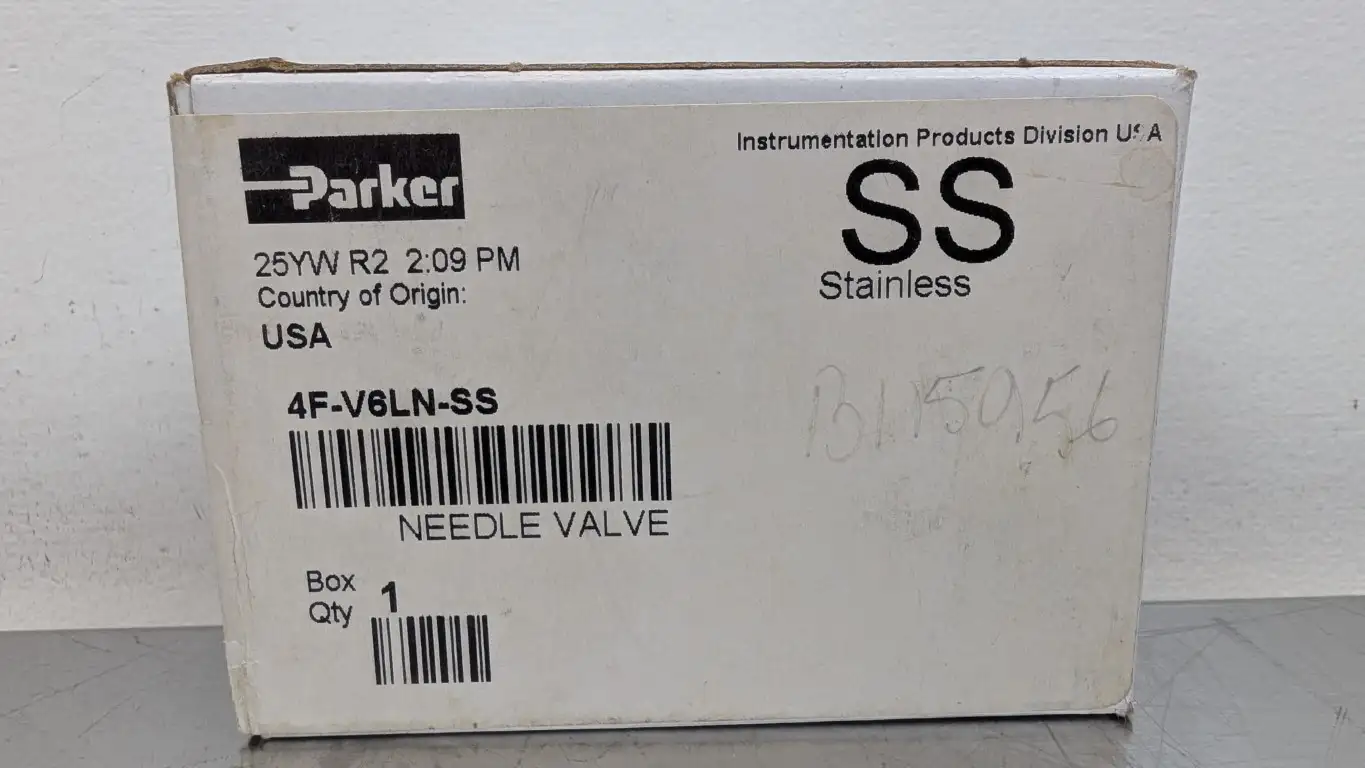 Parker
Instrumentation Products Division USA
SS
Stainless
25YW R2 2:09 PM
Country of Origin:
USA
4F-V6LN-SS
NEEDLE VALVE
Box
Qty 1